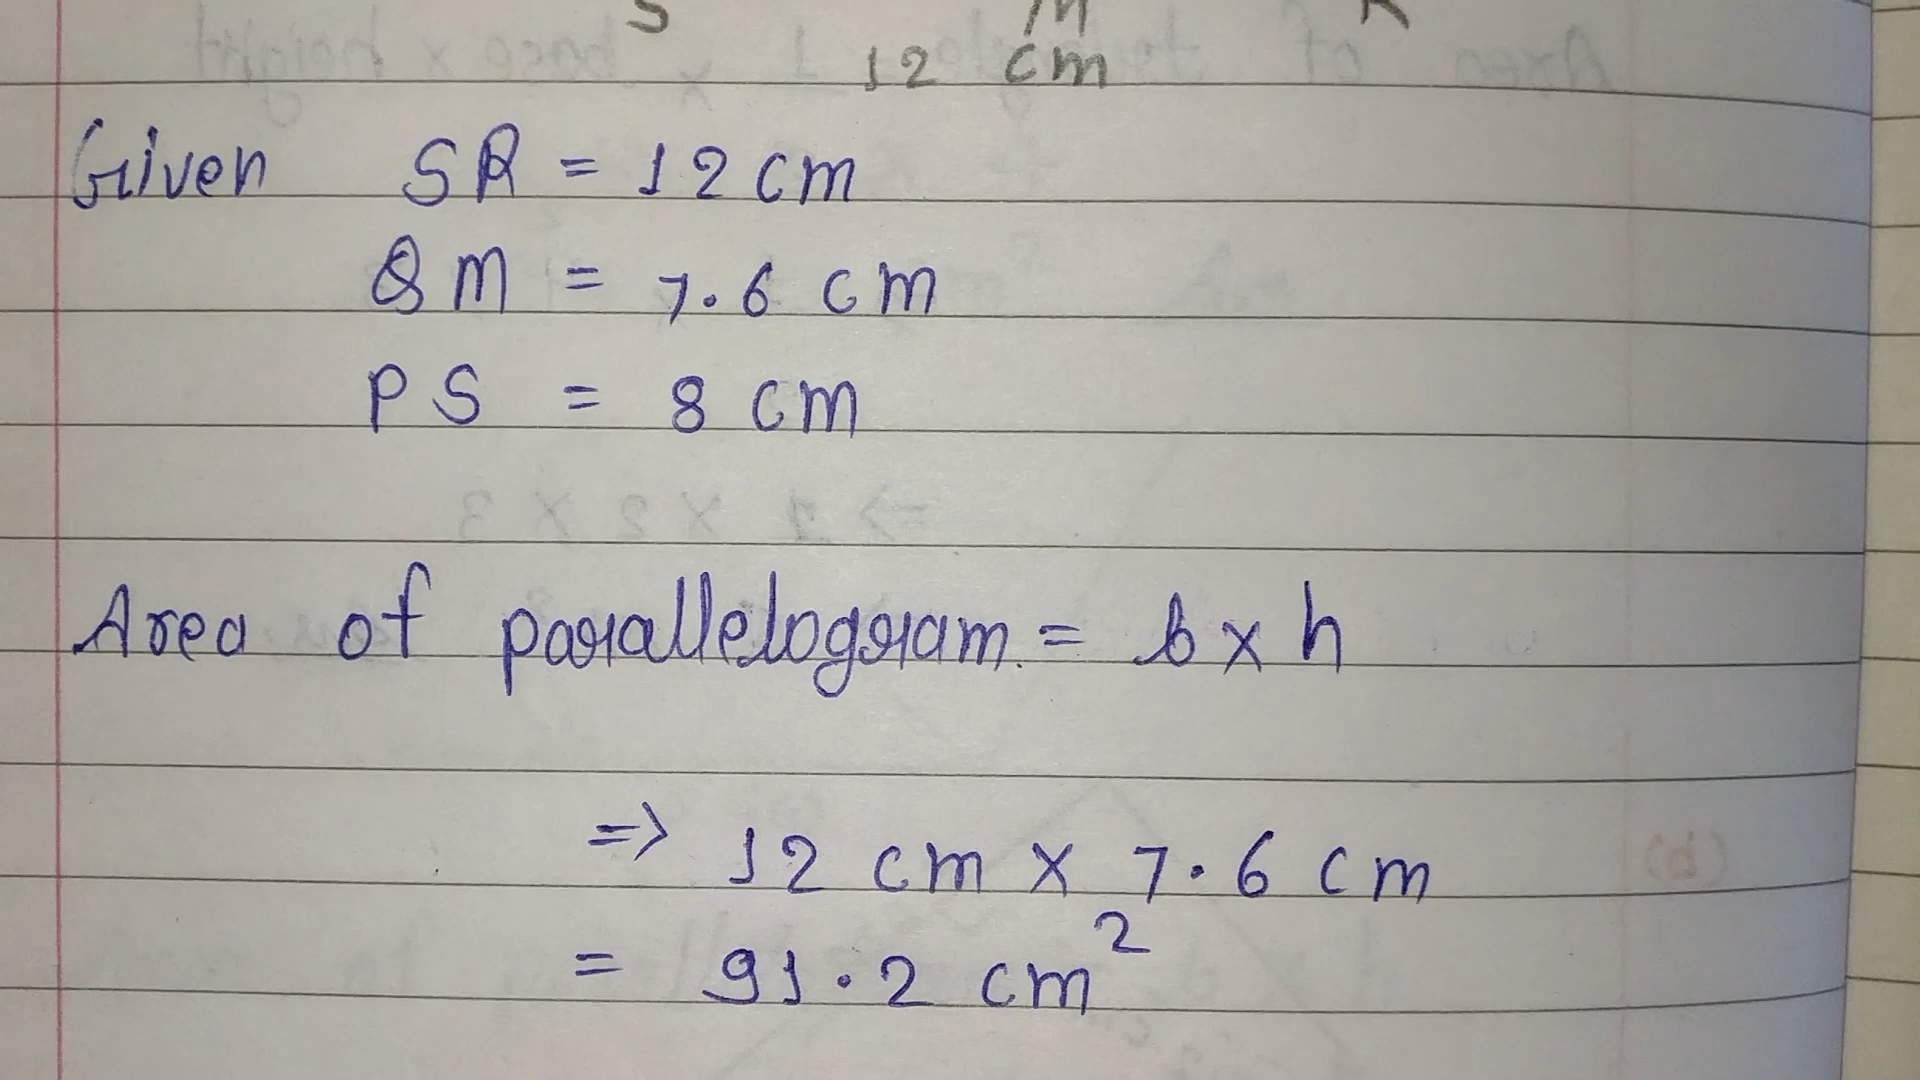 S M R
12 cm
Given SR = 12 cm
QM = 7.6 cm
PS = 8 cm
Area of parallelogram = b x h
=> 12 cm x 7.6 cm
= 91.2 cm²